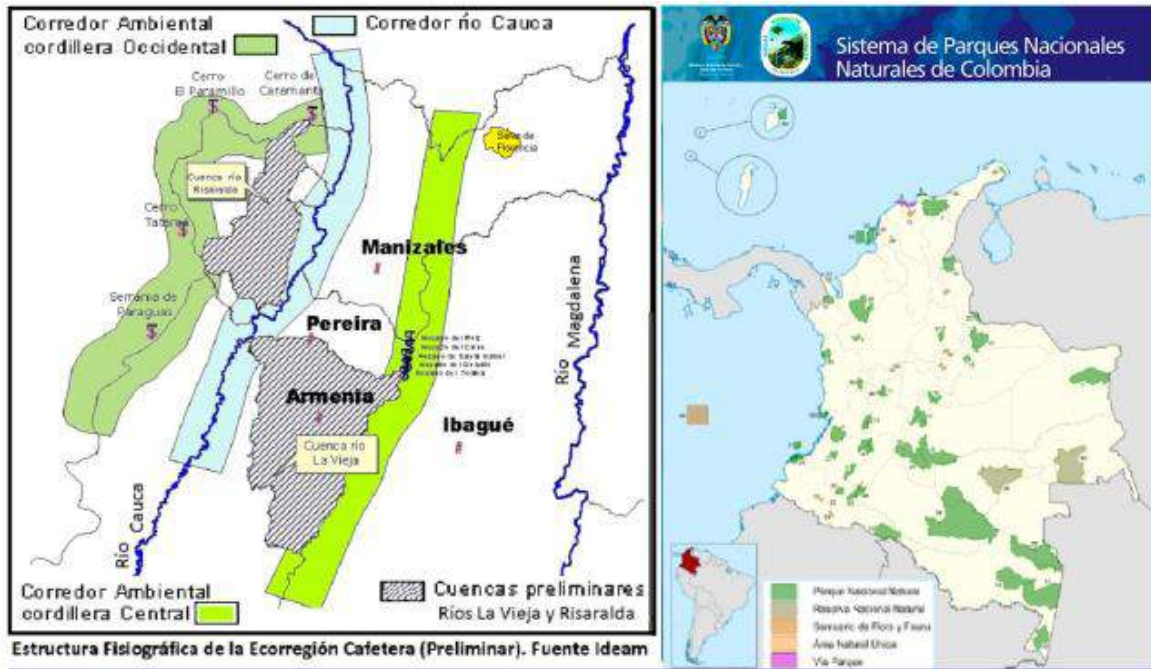 Corredor Ambiental
cordillera Occidental
Corredor río Cauca
Cerro
El Paramillo
Cerro de
Caramanta
Selva de
Florencia
Cuenca río
Risaralda
Cerro
Tatamá
Manizales
Serranía de
Paraguas
Pereira
Armenia
Cuenca río
La Vieja
Ibagué
Río Magdalena
Río Cauca
Corredor Ambiental
cordillera Central
Cuencas preliminares
Ríos La Vieja y Risaralda
Estructura Fisiográfica de la Ecorregión Cafetera (Preliminar). Fuente Ideam
Sistema de Parques Nacionales
Naturales de Colombia
Parque Nacional Natural
Reserva Nacional Natural
Santuario de Flora y Fauna
Área Natural Única
Vía Parque